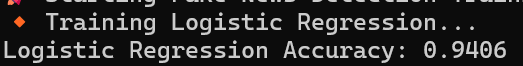 🔸 Training Logistic Regression...
Logistic Regression Accuracy: 0.9406